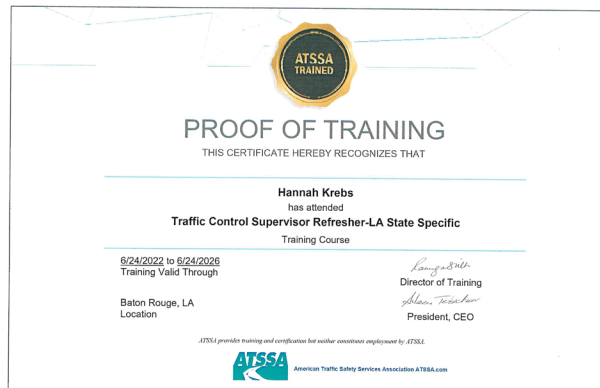 ATSSA
TRAINED
PROOF OF TRAINING
THIS CERTIFICATE HEREBY RECOGNIZES THAT
Hannah Krebs
has attended
Traffic Control Supervisor Refresher-LA State Specific
Training Course
6/24/2022 to 6/24/2026
Training Valid Through
Director of Training
Baton Rouge, LA
Location
President, CEO
ATSSA provides training and certification but neither constitutes employment by ATSSA.
ATSSA
American Traffic Safety Services Association ATSSA.com